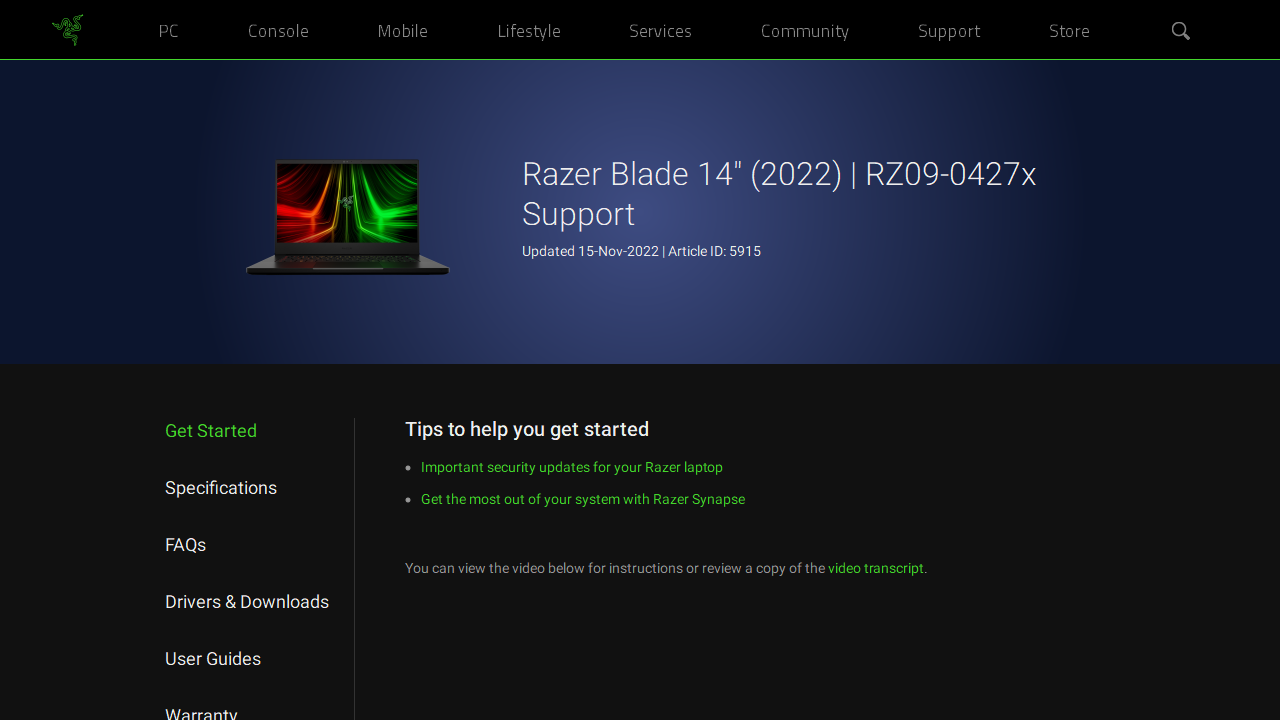 PC Console Mobile Lifestyle Services Community Support Store
Razer Blade 14" (2022) | RZ09-0427x
Support
Updated 15-Nov-2022 | Article ID: 5915
Get Started
Specifications
FAQs
Drivers & Downloads
User Guides
Warranty
Tips to help you get started
Important security updates for your Razer laptop
Get the most out of your system with Razer Synapse
You can view the video below for instructions or review a copy of the video transcript.